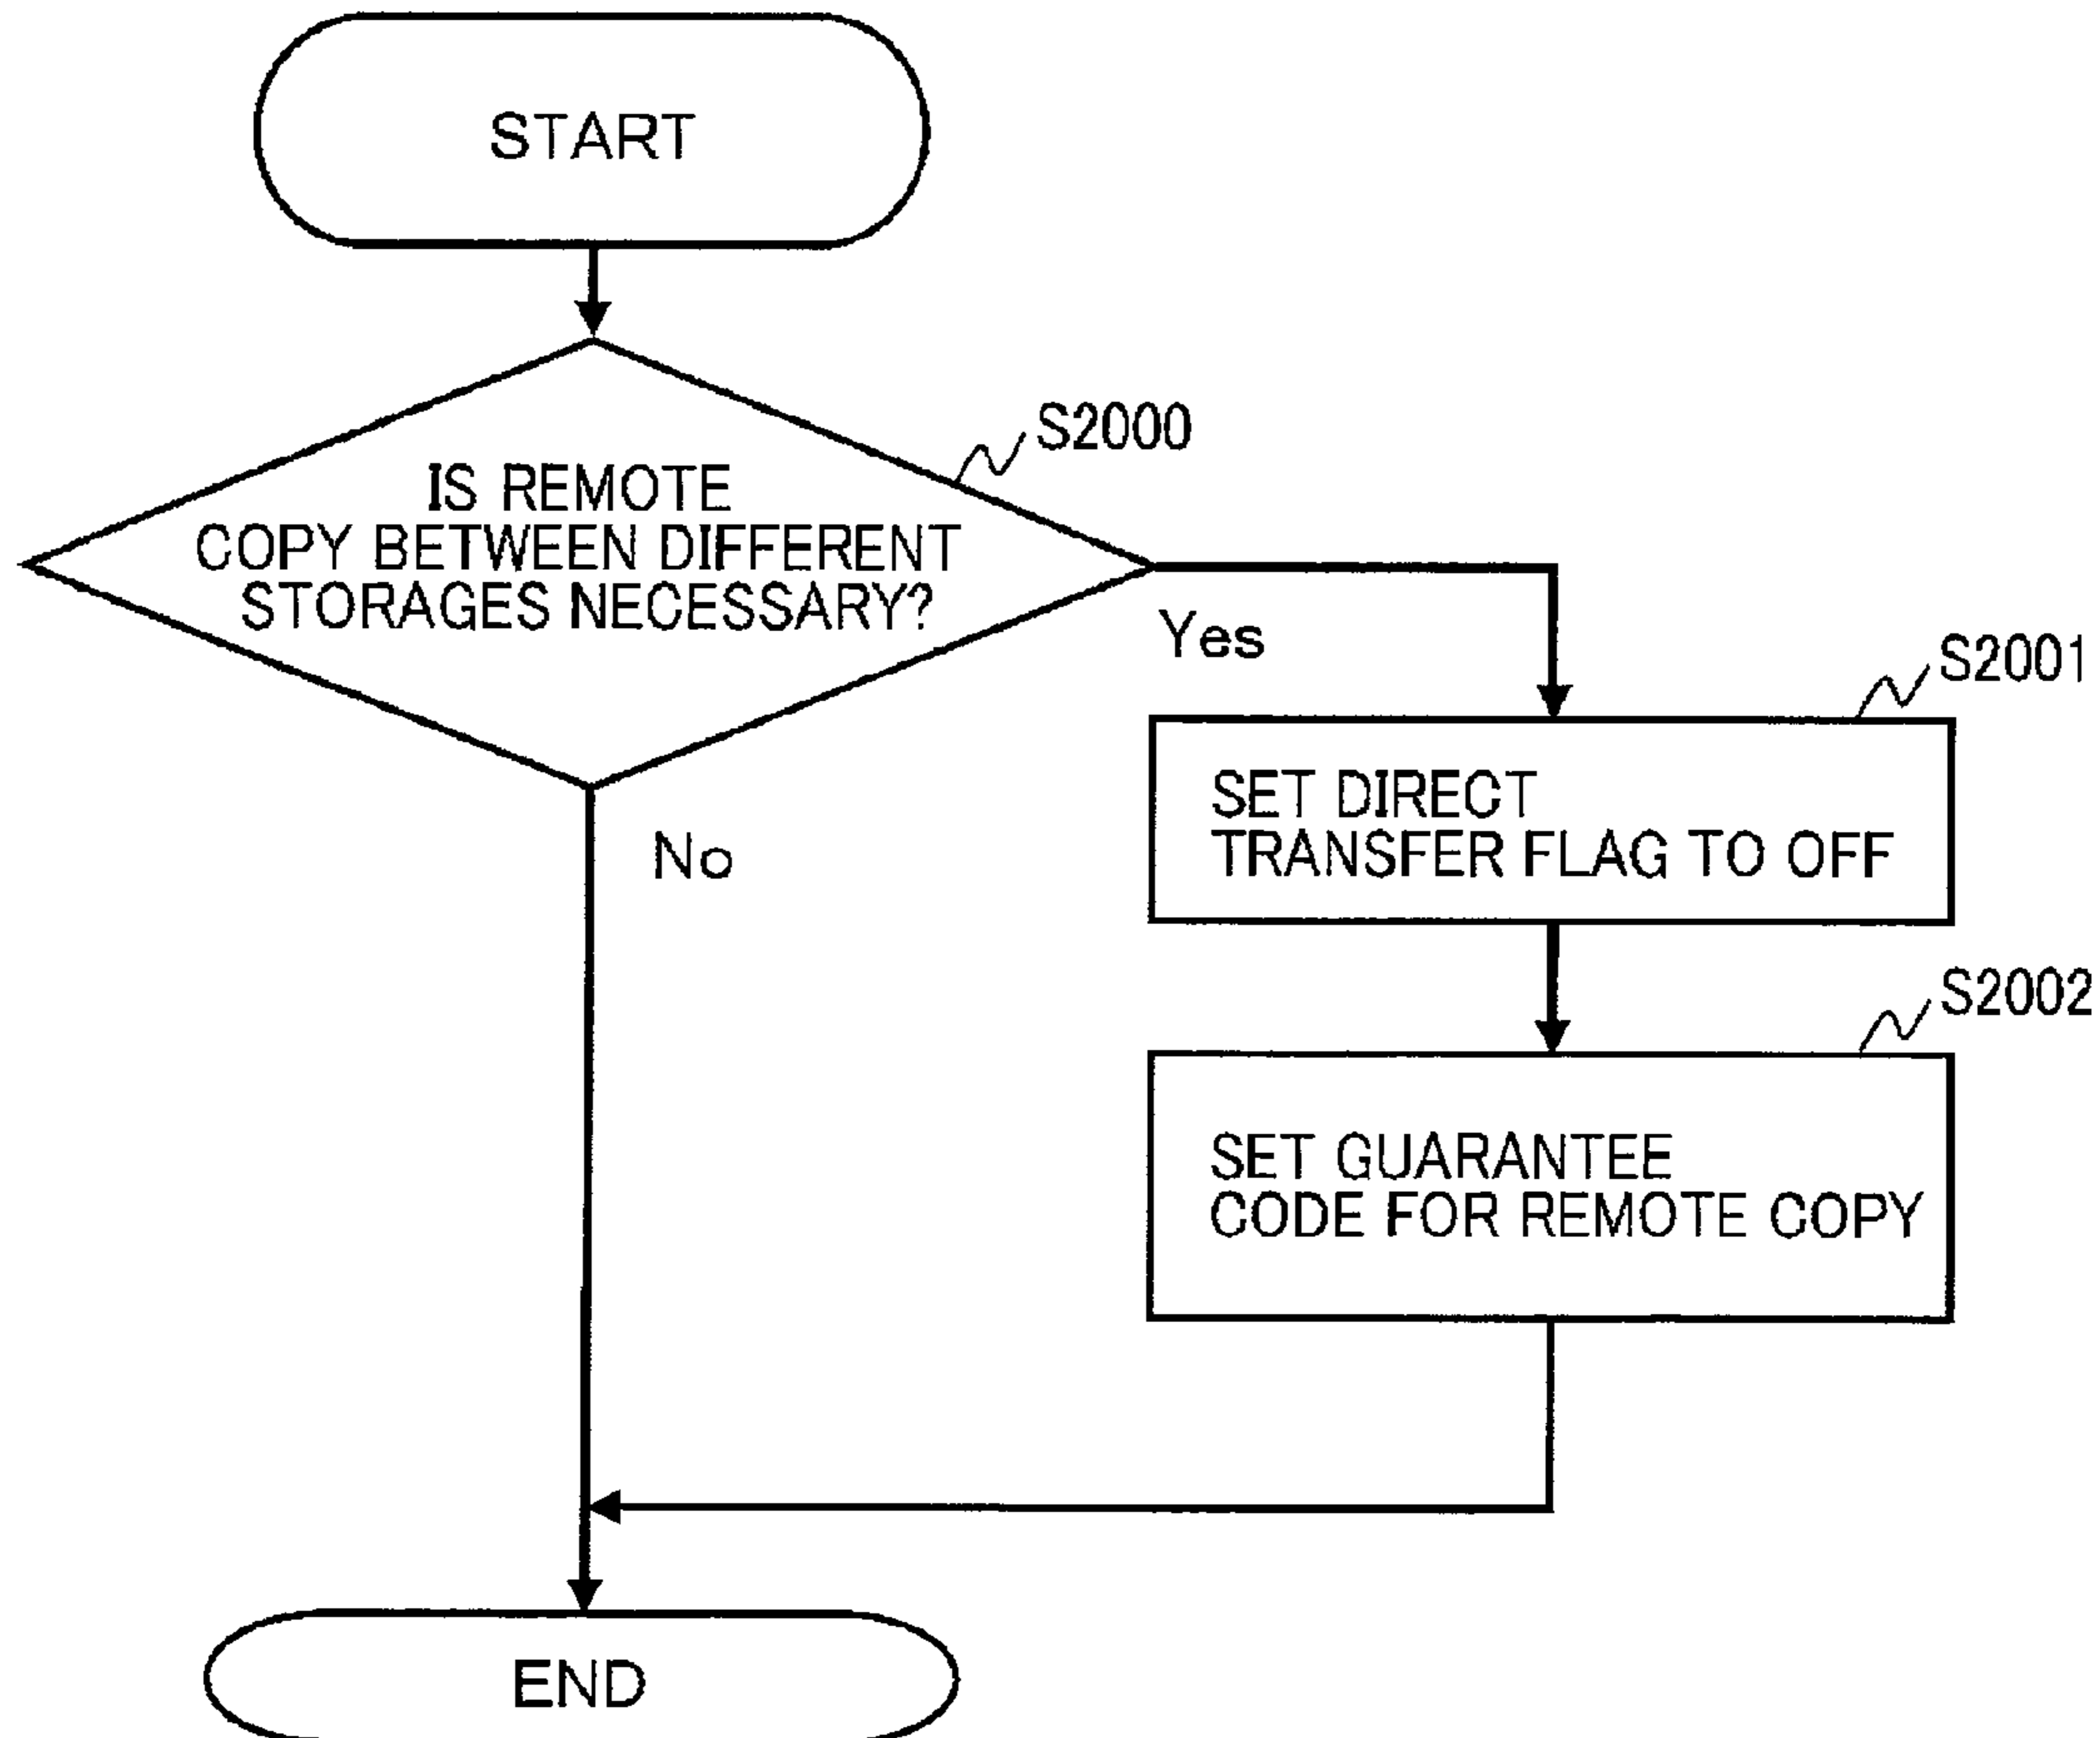 START
S2000
IS REMOTE
COPY BETWEEN DIFFERENT
STORAGES NECESSARY?
Yes
S2001
SET DIRECT
TRANSFER FLAG TO OFF
No
S2002
SET GUARANTEE
CODE FOR REMOTE COPY
END